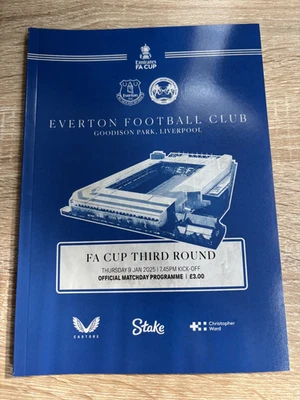 Emirates
FA CUP
Everton
EVERTON FOOTBALL CLUB
GOODISON PARK, LIVERPOOL
FA CUP THIRD ROUND
THURSDAY 9 JAN 2025 | 7.45PM KICK-OFF
OFFICIAL MATCHDAY PROGRAMME | £3.00
CASTORE
Stake
Christopher
Ward